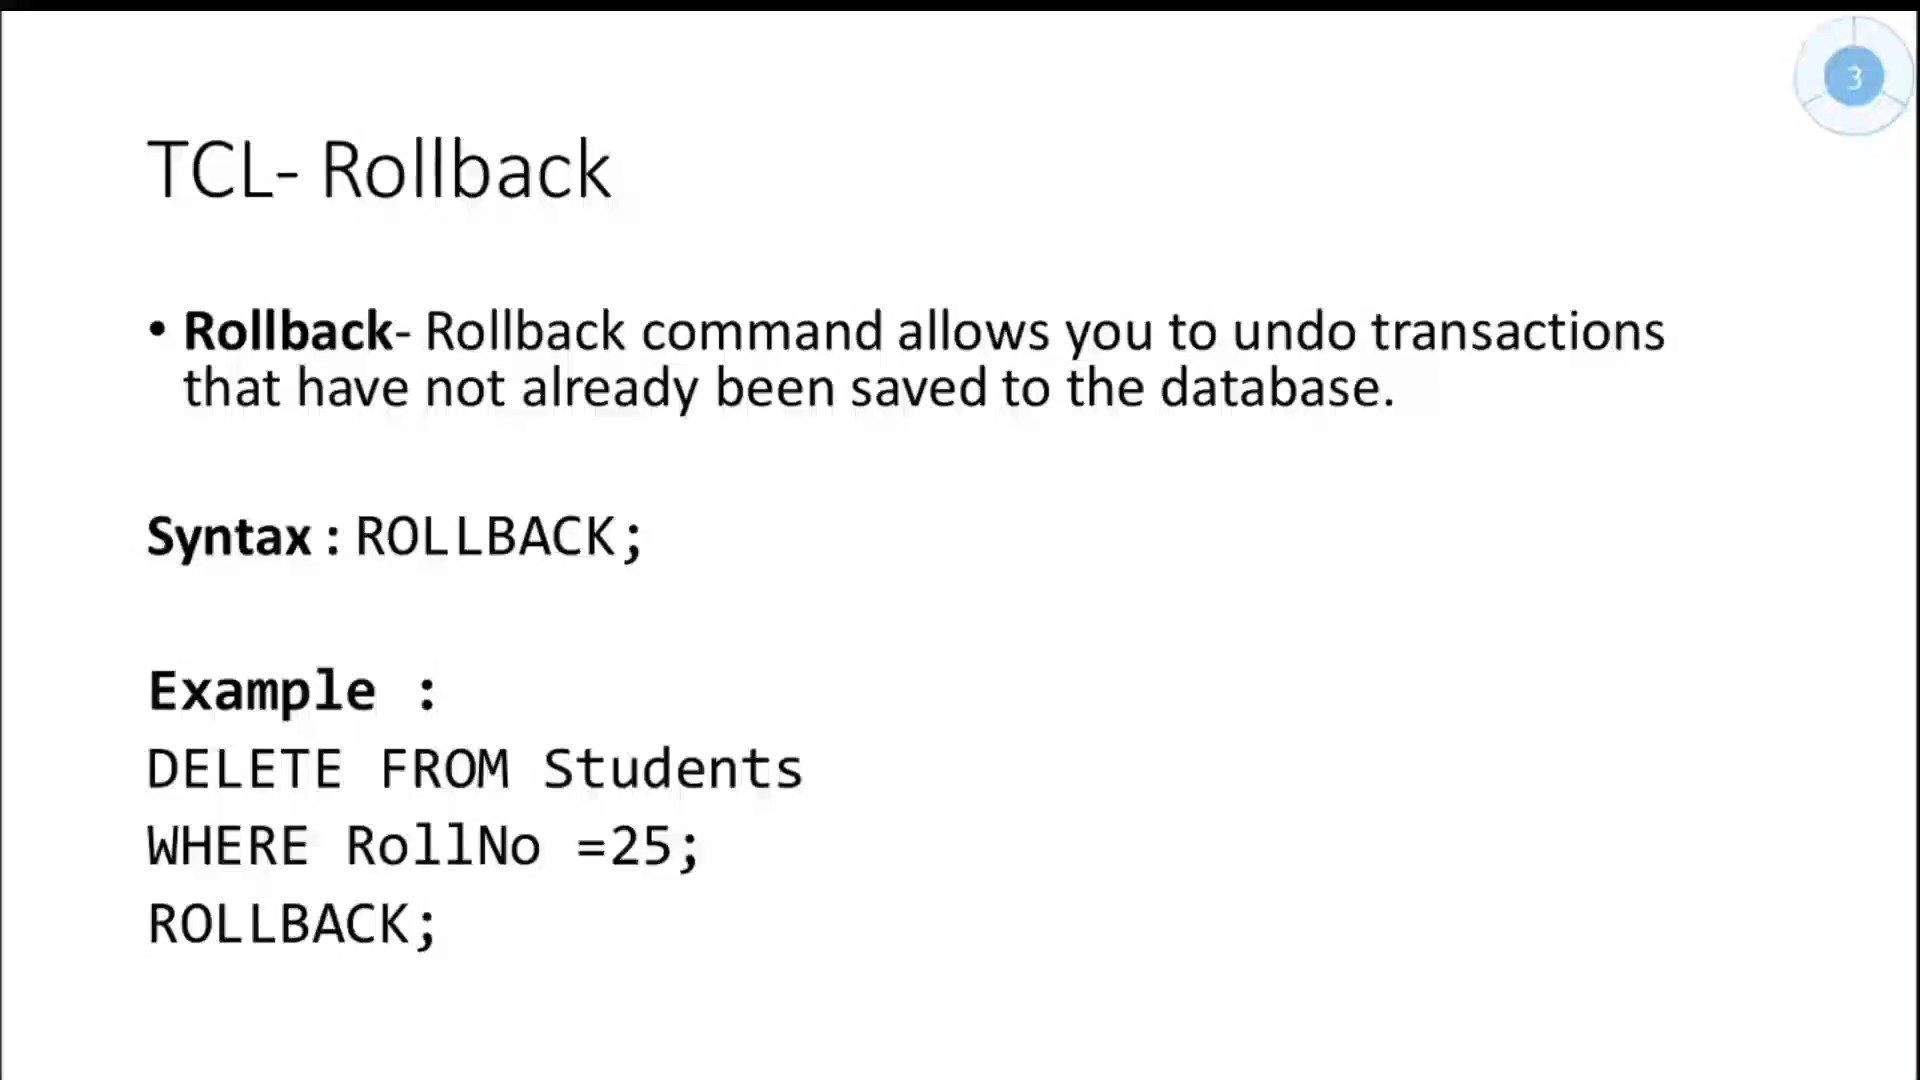 3
TCL- Rollback
• Rollback- Rollback command allows you to undo transactions
that have not already been saved to the database.
Syntax : ROLLBACK;
Example :
DELETE FROM Students
WHERE RollNo =25;
ROLLBACK;